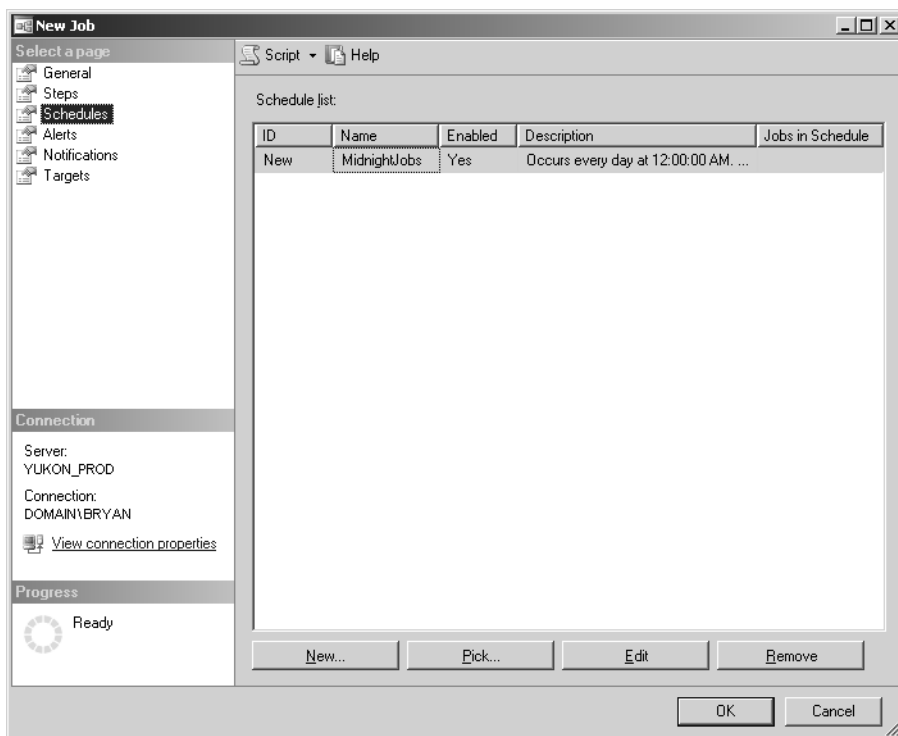 New Job
Select a page
General
Steps
Schedules
Alerts
Notifications
Targets
Script Help
Schedule list:
ID Name Enabled Description Jobs in Schedule
New MidnightJobs Yes Occurs every day at 12:00:00 AM. ...
Connection
Server:
YUKON_PROD
Connection:
DOMAIN\BRYAN
View connection properties
Progress
Ready
New... Pick... Edit Remove
OK Cancel